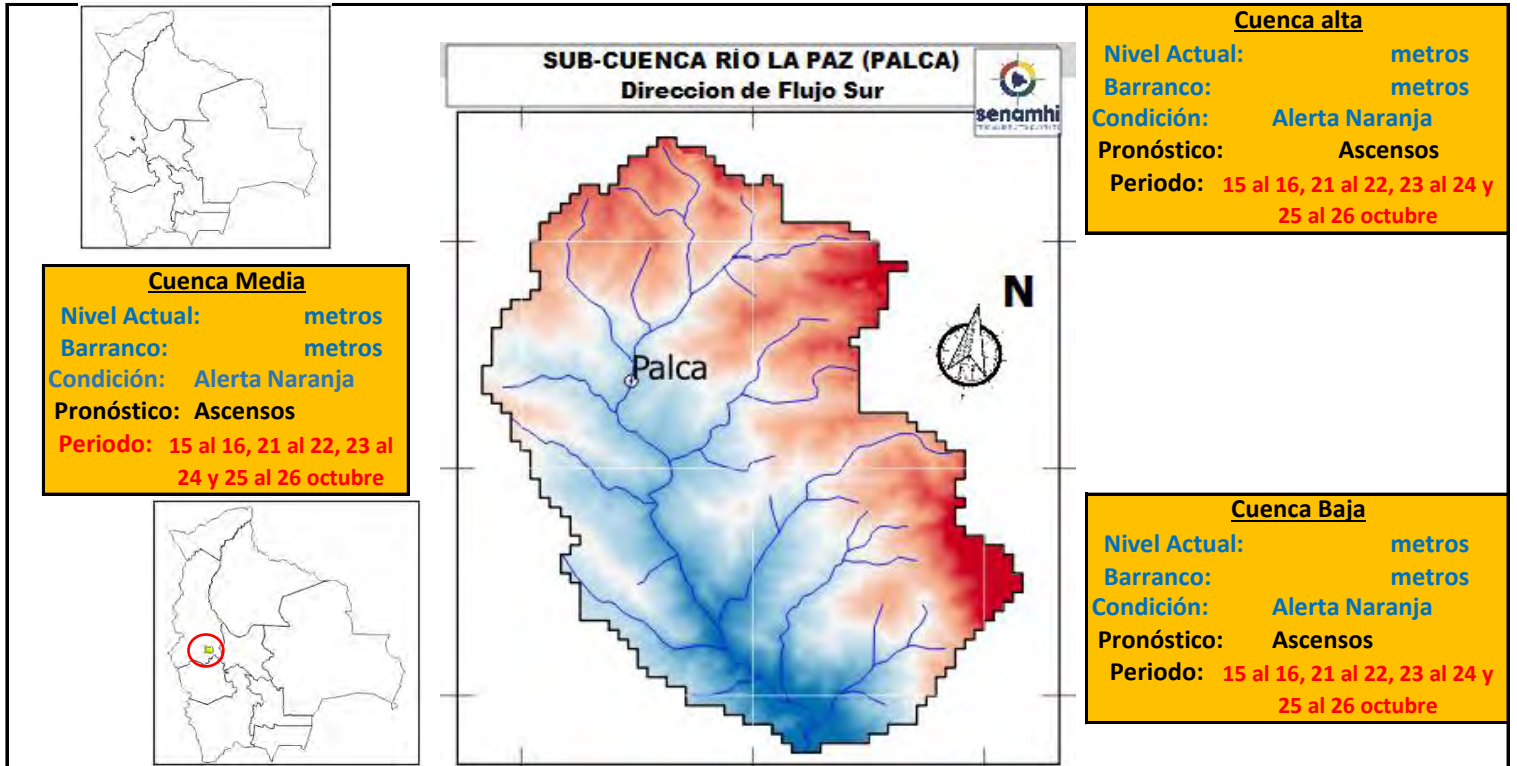 SUB-CUENCA RÍO LA PAZ (PALCA)
Direccion de Flujo Sur
senamhi
Cuenca alta
Nivel Actual: metros
Barranco: metros
Condición: Alerta Naranja
Pronóstico: Ascensos
Periodo: 15 al 16, 21 al 22, 23 al 24 y
25 al 26 octubre
Cuenca Media
Nivel Actual: metros
Barranco: metros
Condición: Alerta Naranja
Pronóstico: Ascensos
Periodo: 15 al 16, 21 al 22, 23 al
24 y 25 al 26 octubre
N
Palca
Cuenca Baja
Nivel Actual: metros
Barranco: metros
Condición: Alerta Naranja
Pronóstico: Ascensos
Periodo: 15 al 16, 21 al 22, 23 al 24 y
25 al 26 octubre